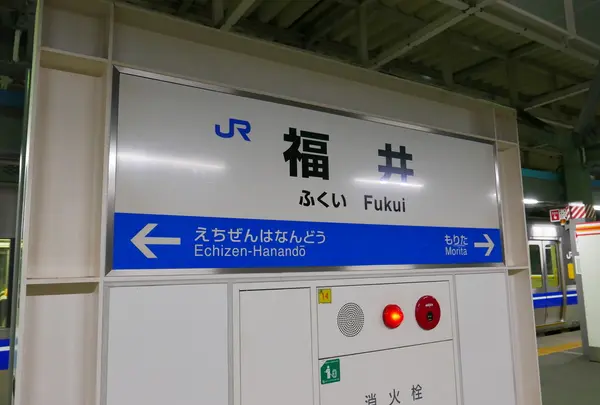 JR 福井
ふくい Fukui
えちぜんはなんどう
Echizen-Hanandō
もりた
Morita
14
消火栓